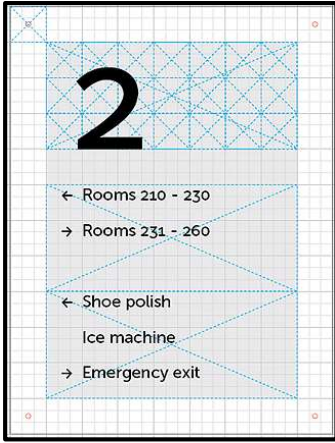 2
← Rooms 210 - 230
→ Rooms 231 - 260
← Shoe polish
Ice machine
→ Emergency exit